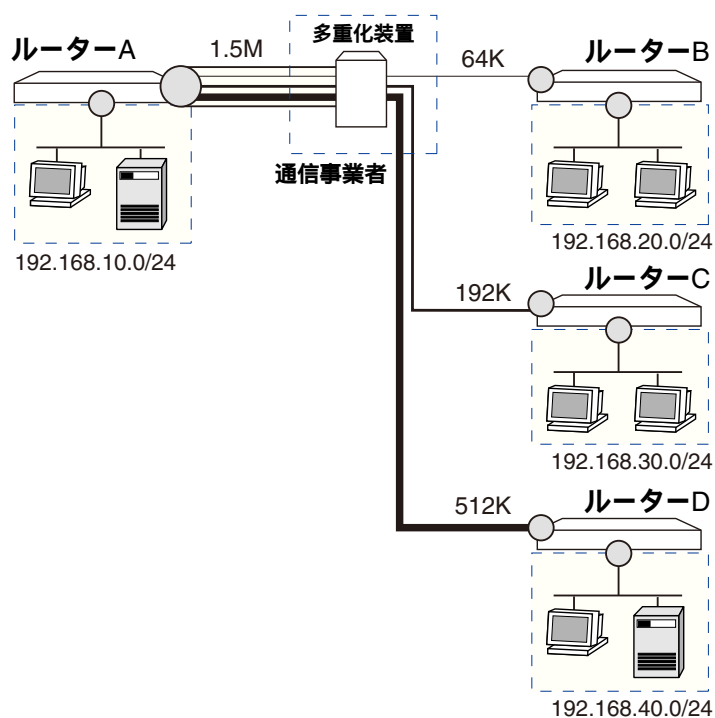 多重化装置
ルーターA
1.5M
64K
ルーターB
通信事業者
192.168.10.0/24
192.168.20.0/24
ルーターC
192K
192.168.30.0/24
ルーターD
512K
192.168.40.0/24